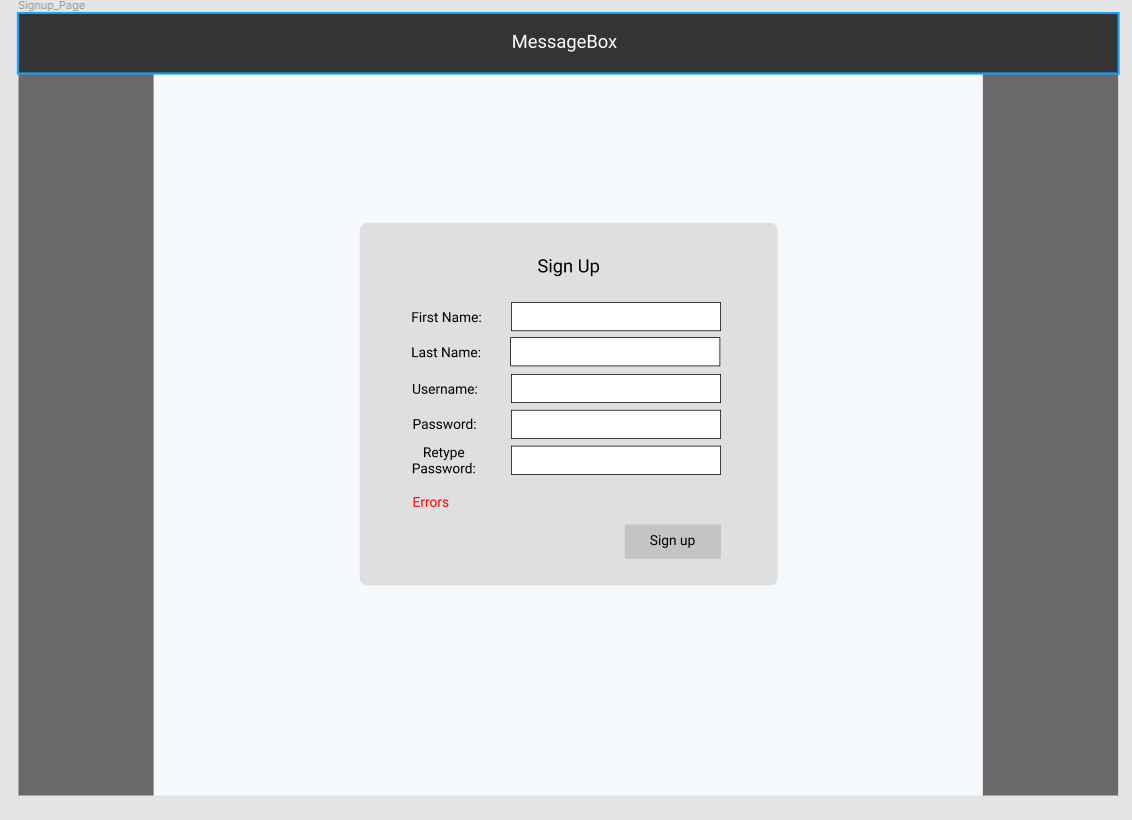 Signup_Page
MessageBox
Sign Up
First Name:
Last Name:
Username:
Password:
Retype
Password:
Errors
Sign up